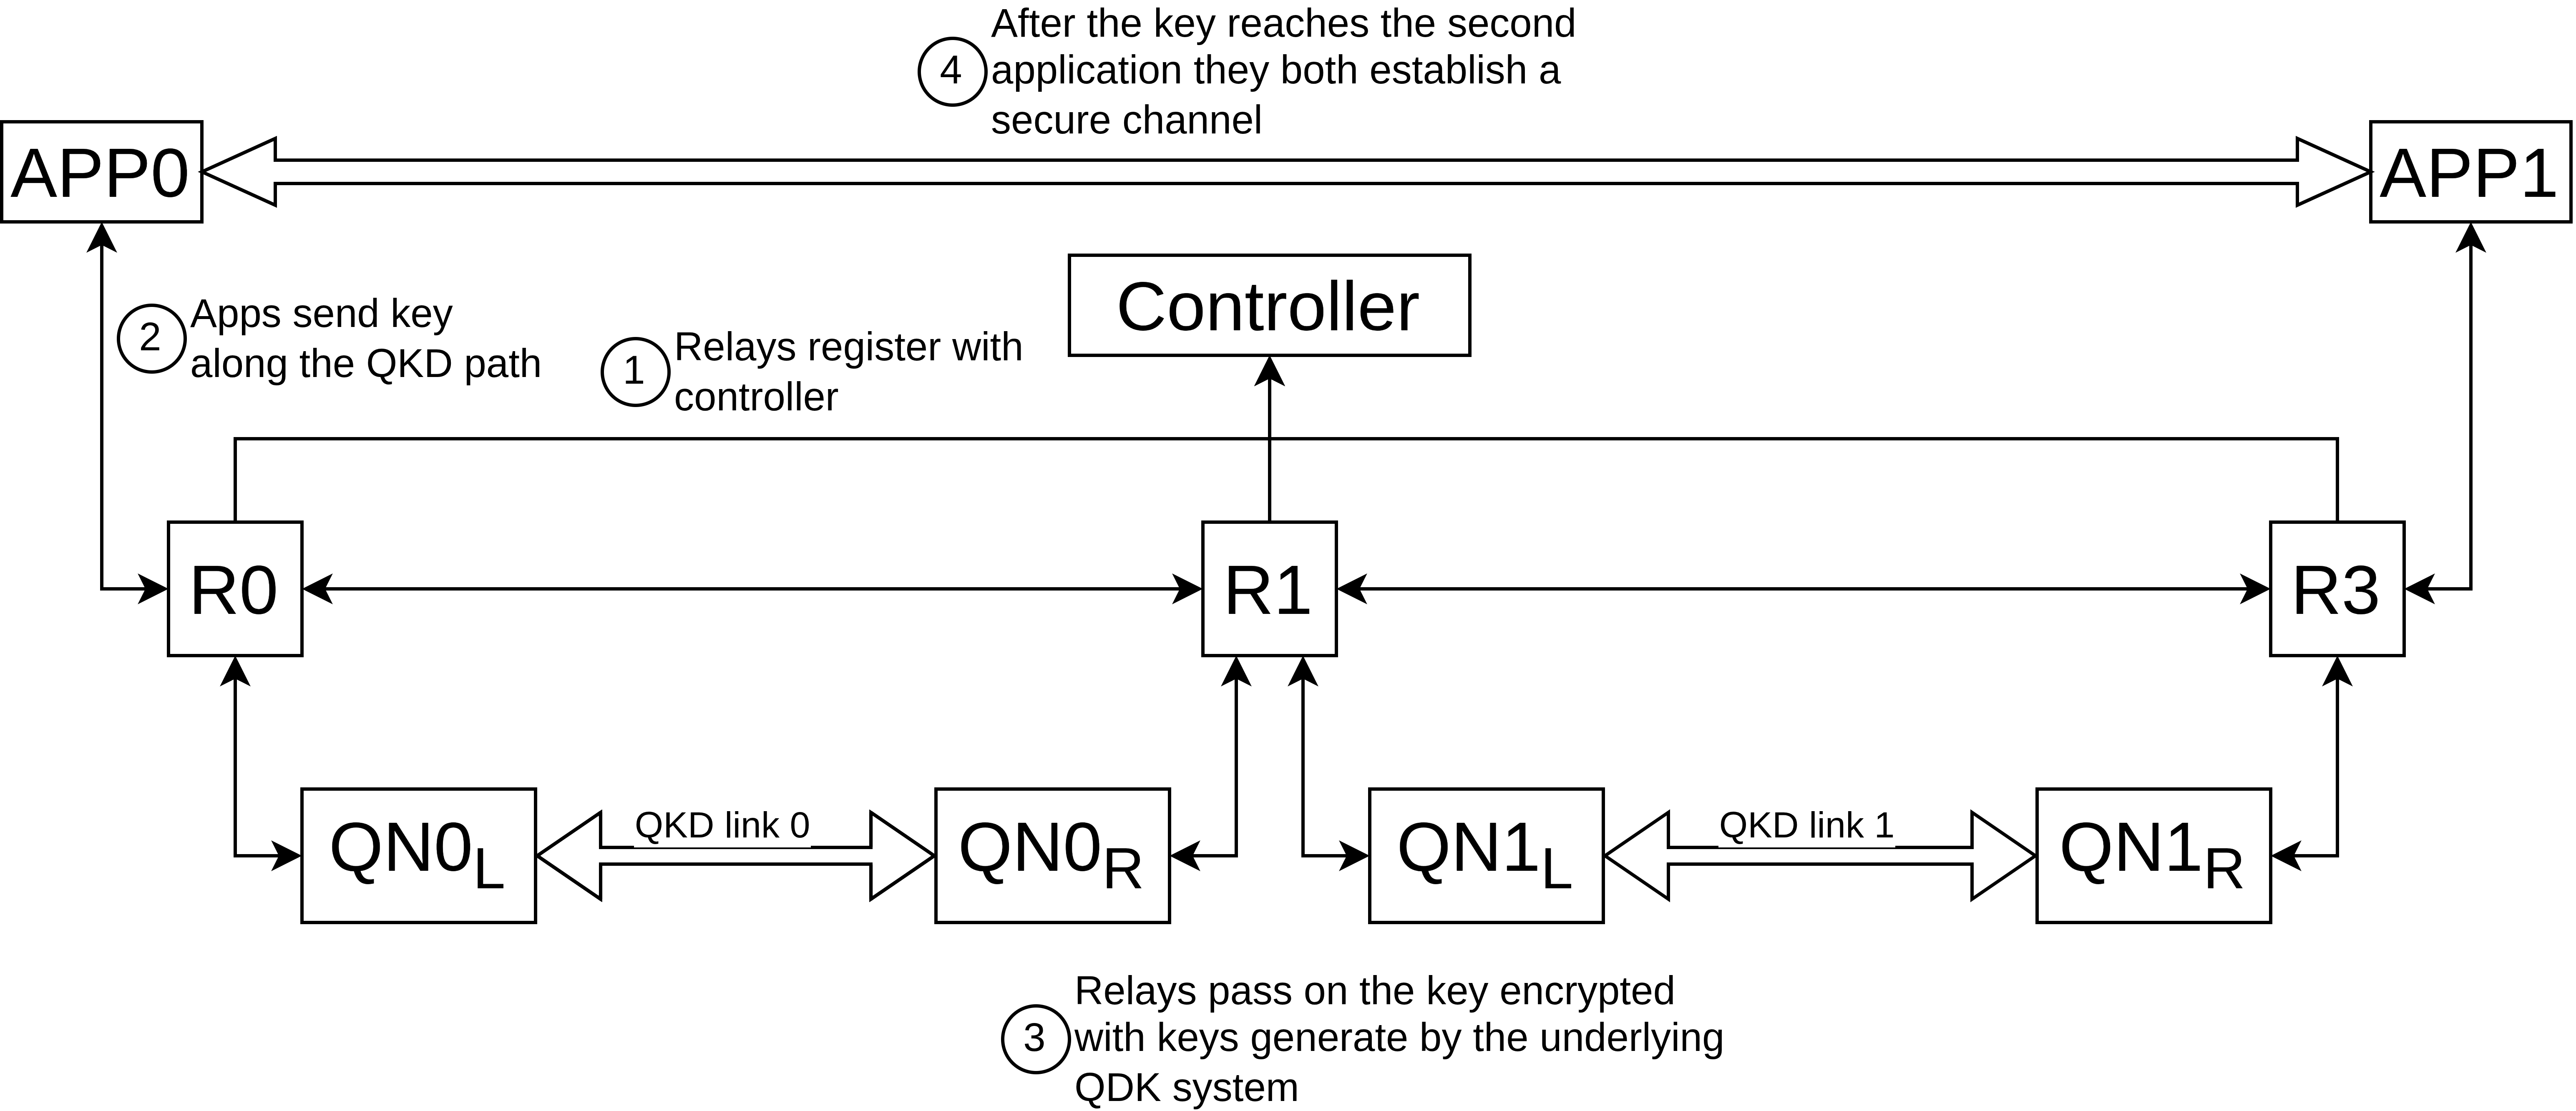 After the key reaches the second
4
application they both establish a
secure channel
APP0
APP1
Controller
2
Apps send key
along the QKD path
1
Relays register with
controller
R0
R1
R3
QN0L
QKD link 0
QN0R
QN1L
QKD link 1
QN1R
Relays pass on the key encrypted
3
with keys generate by the underlying
QDK system